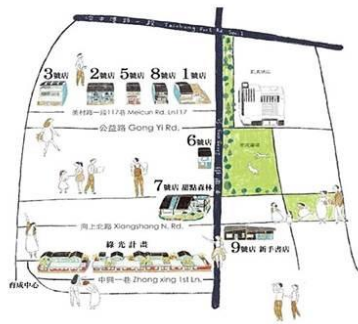 3號店
2號店
5號店
8號店
1號店
美村路一段117巷 Meicun Rd. Ln117
公益路 Gong Yi Rd.
6號店
7號店 甜點森林
向上北路 Xiangshang N. Rd.
9號店 新手書店
綠光計畫
育成中心
中興一巷 Zhong xing 1st Ln.